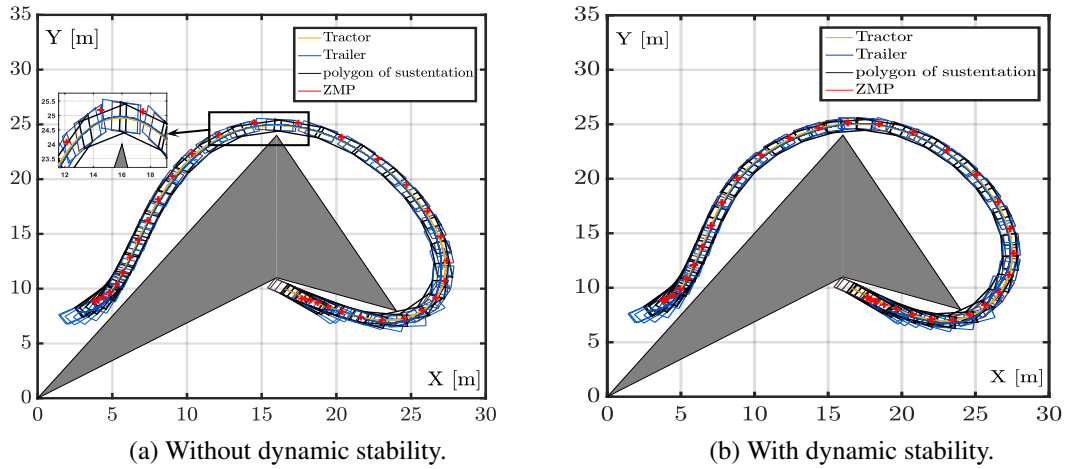 35
Y [m]
Tractor
Trailer
polygon of sustentation
ZMP
30
25.5
25
24.5
24
23.5
12 14 16 18
25
20
15
10
5
X [m]
0
0 5 10 15 20 25 30
(a) Without dynamic stability.
35
Y [m]
Tractor
Trailer
polygon of sustentation
ZMP
30
25
20
15
10
5
X [m]
0
0 5 10 15 20 25 30
(b) With dynamic stability.